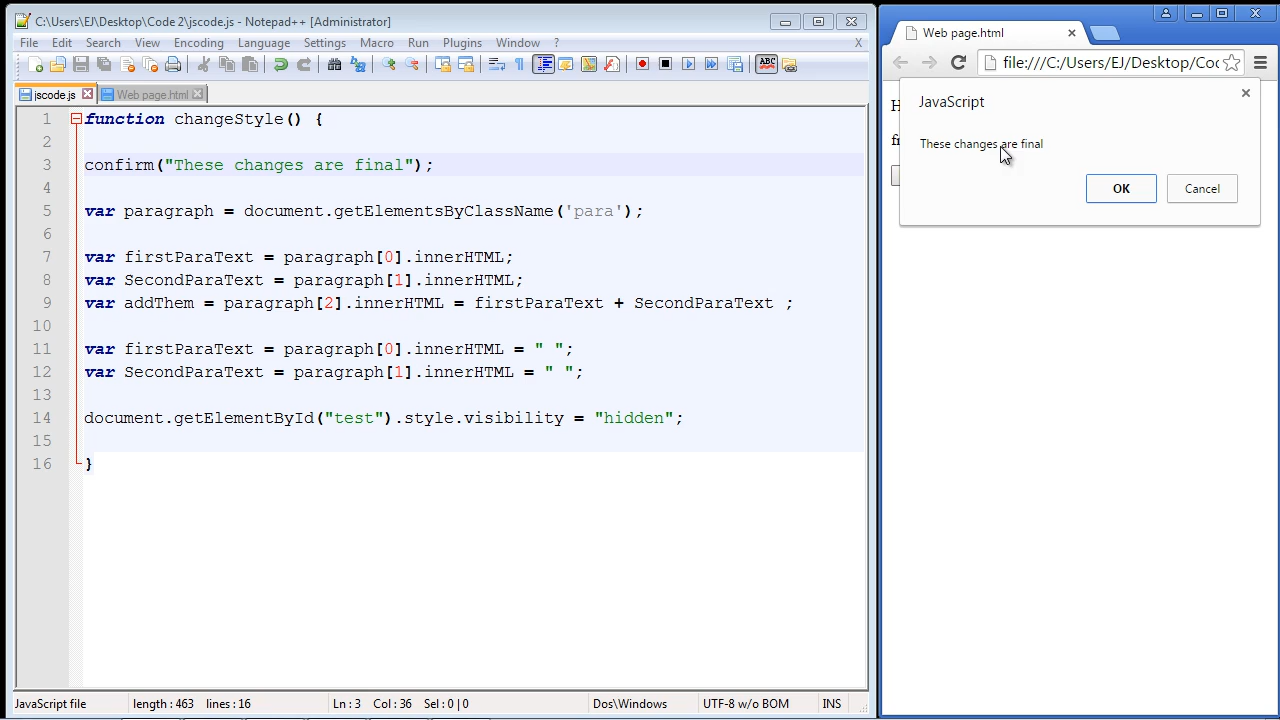 C:\Users\EJ\Desktop\Code 2\jscode.js - Notepad++ [Administrator]
File Edit Search View Encoding Language Settings Macro Run Plugins Window ? X
jscode.js Web page.html
1 function changeStyle() {
2
3 confirm("These changes are final");
4
5 var paragraph = document.getElementsByClassName('para');
6
7 var firstParaText = paragraph[0].innerHTML;
8 var SecondParaText = paragraph[1].innerHTML;
9 var addThem = paragraph[2].innerHTML = firstParaText + SecondParaText ;
10
11 var firstParaText = paragraph[0].innerHTML = " ";
12 var SecondParaText = paragraph[1].innerHTML = " ";
13
14 document.getElementById("test").style.visibility = "hidden";
15
16 }
JavaScript file length : 463 lines : 16 Ln : 3 Col : 36 Sel : 0 | 0 Dos\Windows UTF-8 w/o BOM INS
Web page.html
file:///C:/Users/EJ/Desktop/Coc
JavaScript
These changes are final
OK Cancel